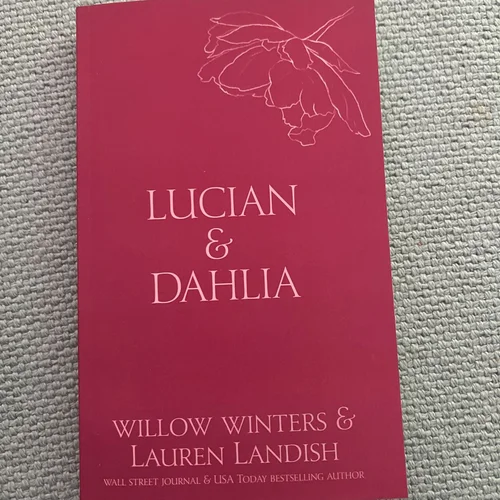 LUCIAN
&
DAHLIA
WILLOW WINTERS &
LAUREN LANDISH
WALL STREET JOURNAL & USA TODAY BESTSELLING AUTHOR